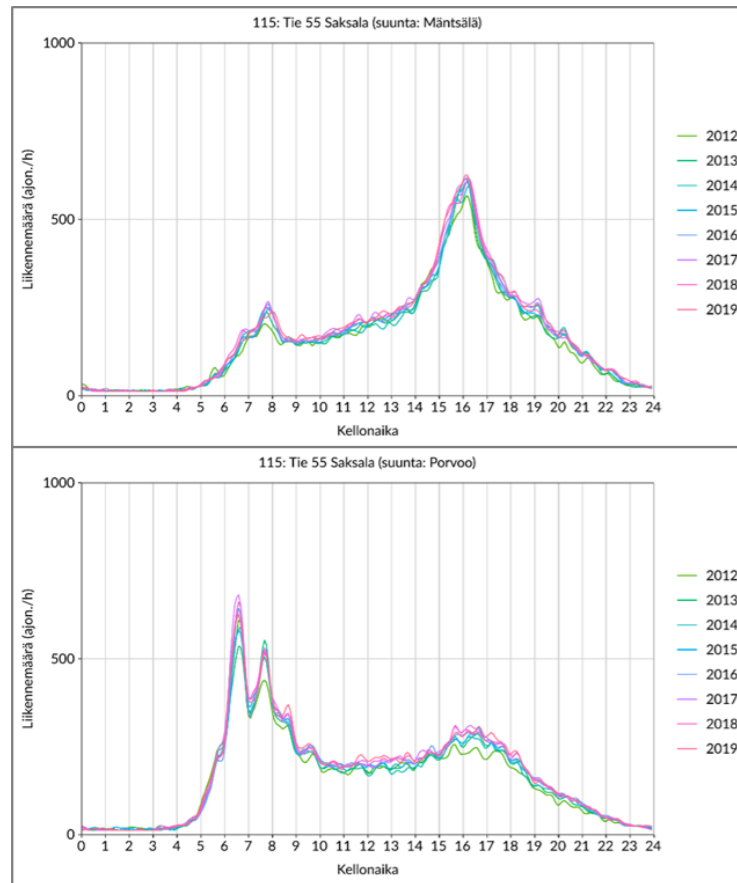 115: Tie 55 Saksala (suunta: Mäntsälä)
1000
500
0
Liikennemäärä (ajon./h)
0 1 2 3 4 5 6 7 8 9 10 11 12 13 14 15 16 17 18 19 20 21 22 23 24
Kellonaika
2012
2013
2014
2015
2016
2017
2018
2019
115: Tie 55 Saksala (suunta: Porvoo)
1000
500
0
Liikennemäärä (ajon./h)
0 1 2 3 4 5 6 7 8 9 10 11 12 13 14 15 16 17 18 19 20 21 22 23 24
Kellonaika
2012
2013
2014
2015
2016
2017
2018
2019